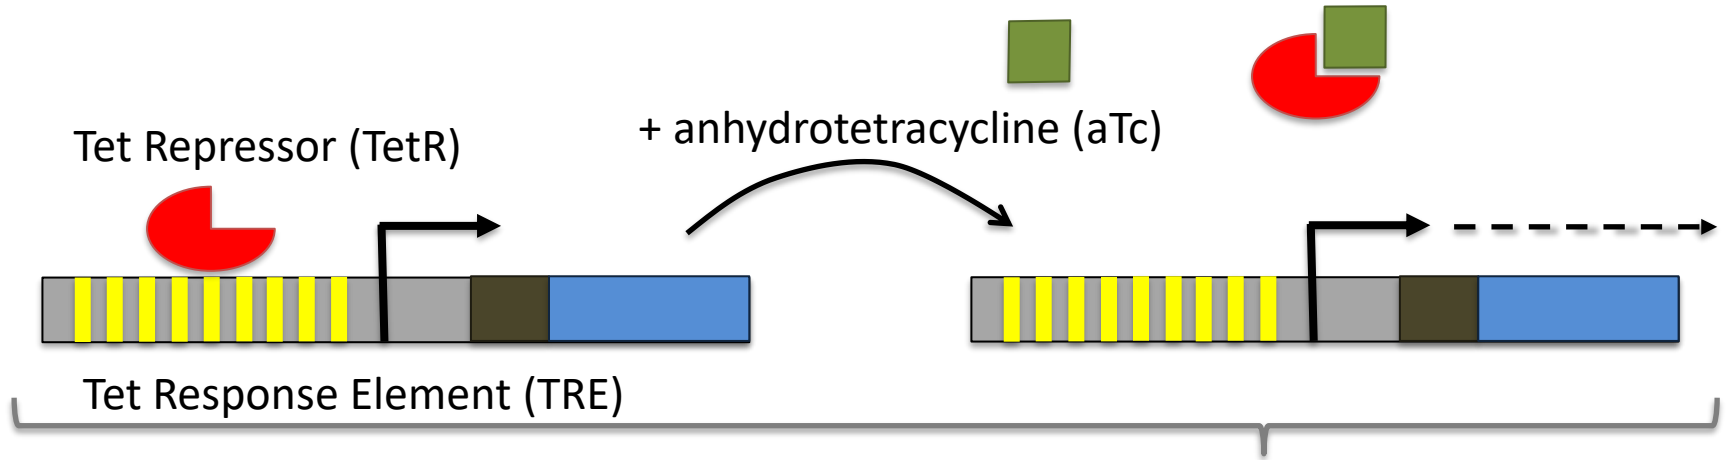 + anhydrotetracycline (aTc)
Tet Repressor (TetR)
Tet Response Element (TRE)